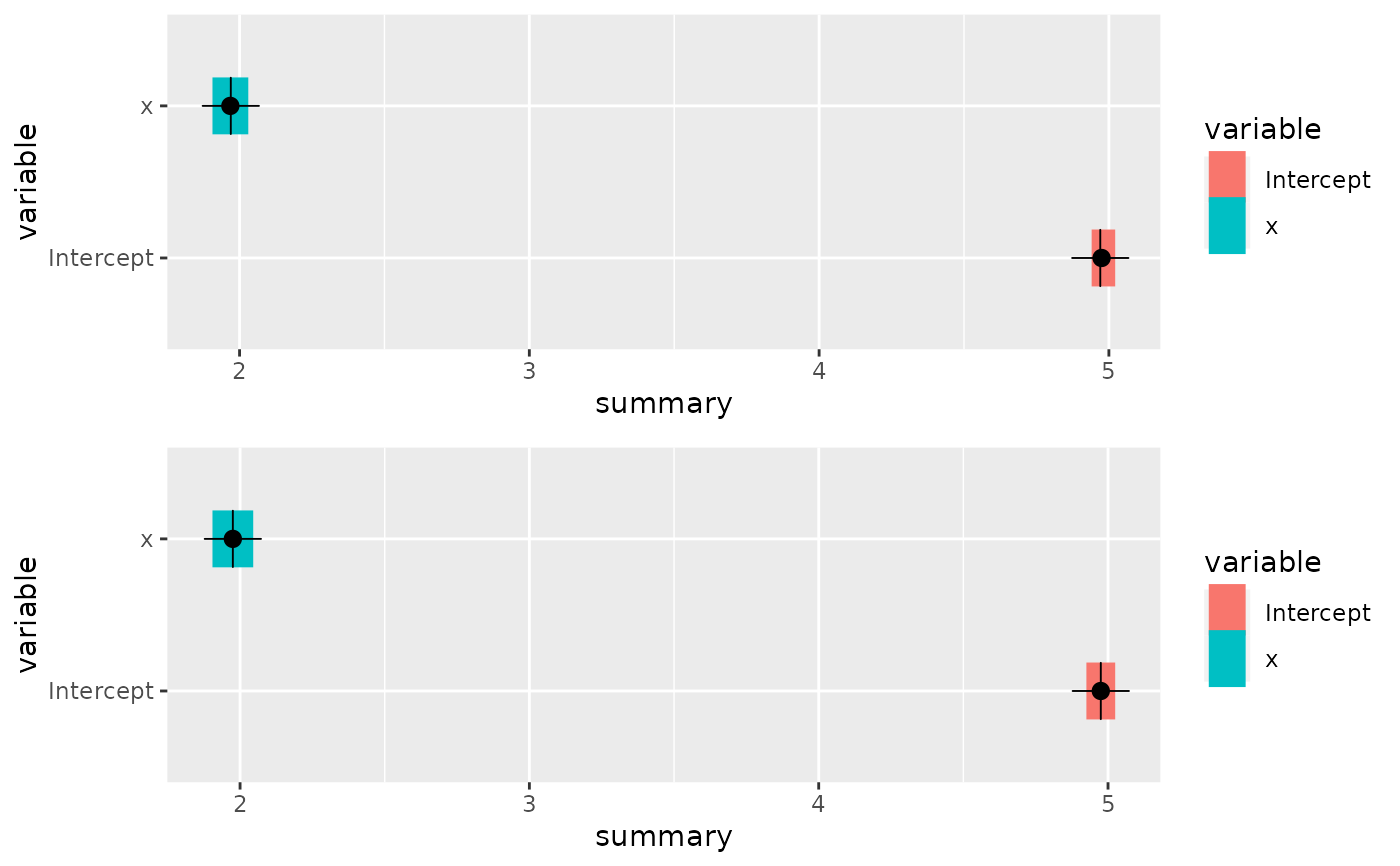 variable
x
Intercept
2 3 4 5
summary
variable
Intercept
x
variable
x
Intercept
2 3 4 5
summary
variable
Intercept
x